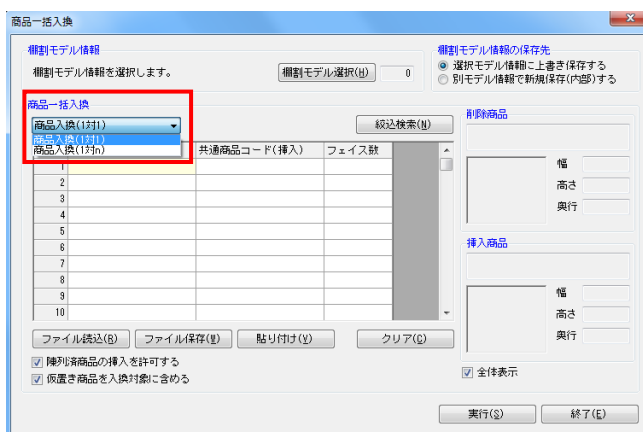 商品一括入換
棚割モデル情報
棚割モデル情報を選択します。
棚割モデル選択(H)
0
棚割モデル情報の保存先
選択モデル情報に上書き保存する
別モデル情報で新規保存(内部)する
商品一括入換
商品入換(1対1)
商品入換(1対1)
商品入換(1対n)
絞込検索(N)
共通商品コード(挿入)
フェイス数
1
2
3
4
5
6
7
8
9
10
ファイル読込(R)
ファイル保存(W)
貼り付け(V)
クリア(C)
陳列済商品の挿入を許可する
仮置き商品を入換対象に含める
削除商品
幅
高さ
奥行
挿入商品
幅
高さ
奥行
全体表示
実行(S)
終了(E)